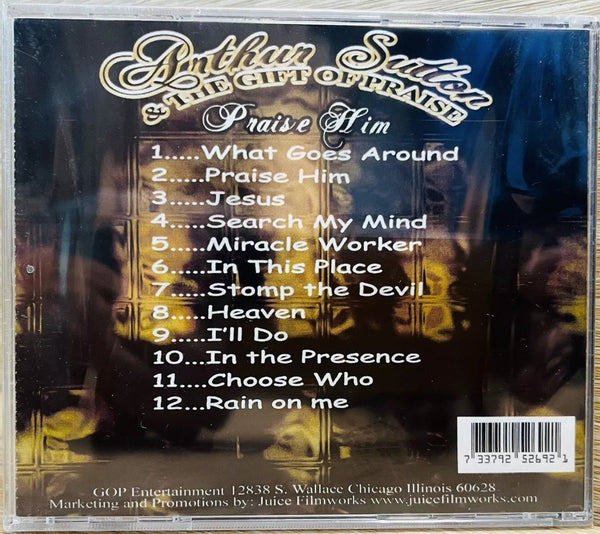 Arthur Sutton
& THE GIFT OF PRAISE
Praise Him
1.....What Goes Around
2.....Praise Him
3.....Jesus
4.....Search My Mind
5.....Miracle Worker
6.....In This Place
7.....Stomp the Devil
8.....Heaven
9.....I'll Do
10...In the Presence
11....Choose Who
12...Rain on me
7 33792 52692 1
GOP Entertainment 12838 S. Wallace Chicago Illinois 60628
Marketing and Promotions by: Juice Filmworks www.juicefilmworks.com